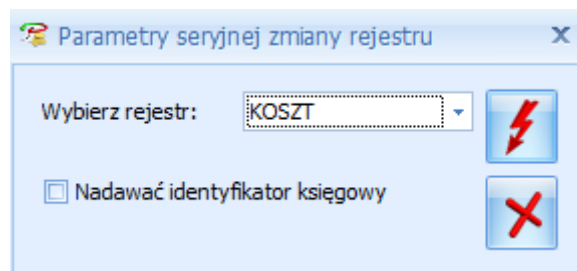 Parametry seryjnej zmiany rejestru
Wybierz rejestr: KOSZT
Nadawać identyfikator księgowy